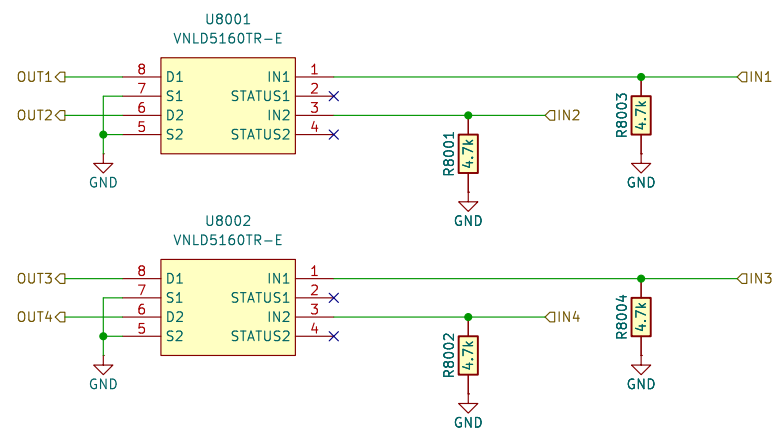 U8001
VNLD5160TR-E
OUT1 8 D1 IN1 1 IN1
7 S1 STATUS1 2
OUT2 6 D2 IN2 3 IN2
5 S2 STATUS2 4
R8003 4.7k
R8001 4.7k
GND GND
GND
U8002
VNLD5160TR-E
OUT3 8 D1 IN1 1 IN3
7 S1 STATUS1 2
OUT4 6 D2 IN2 3 IN4
5 S2 STATUS2 4
R8004 4.7k
R8002 4.7k
GND GND
GND